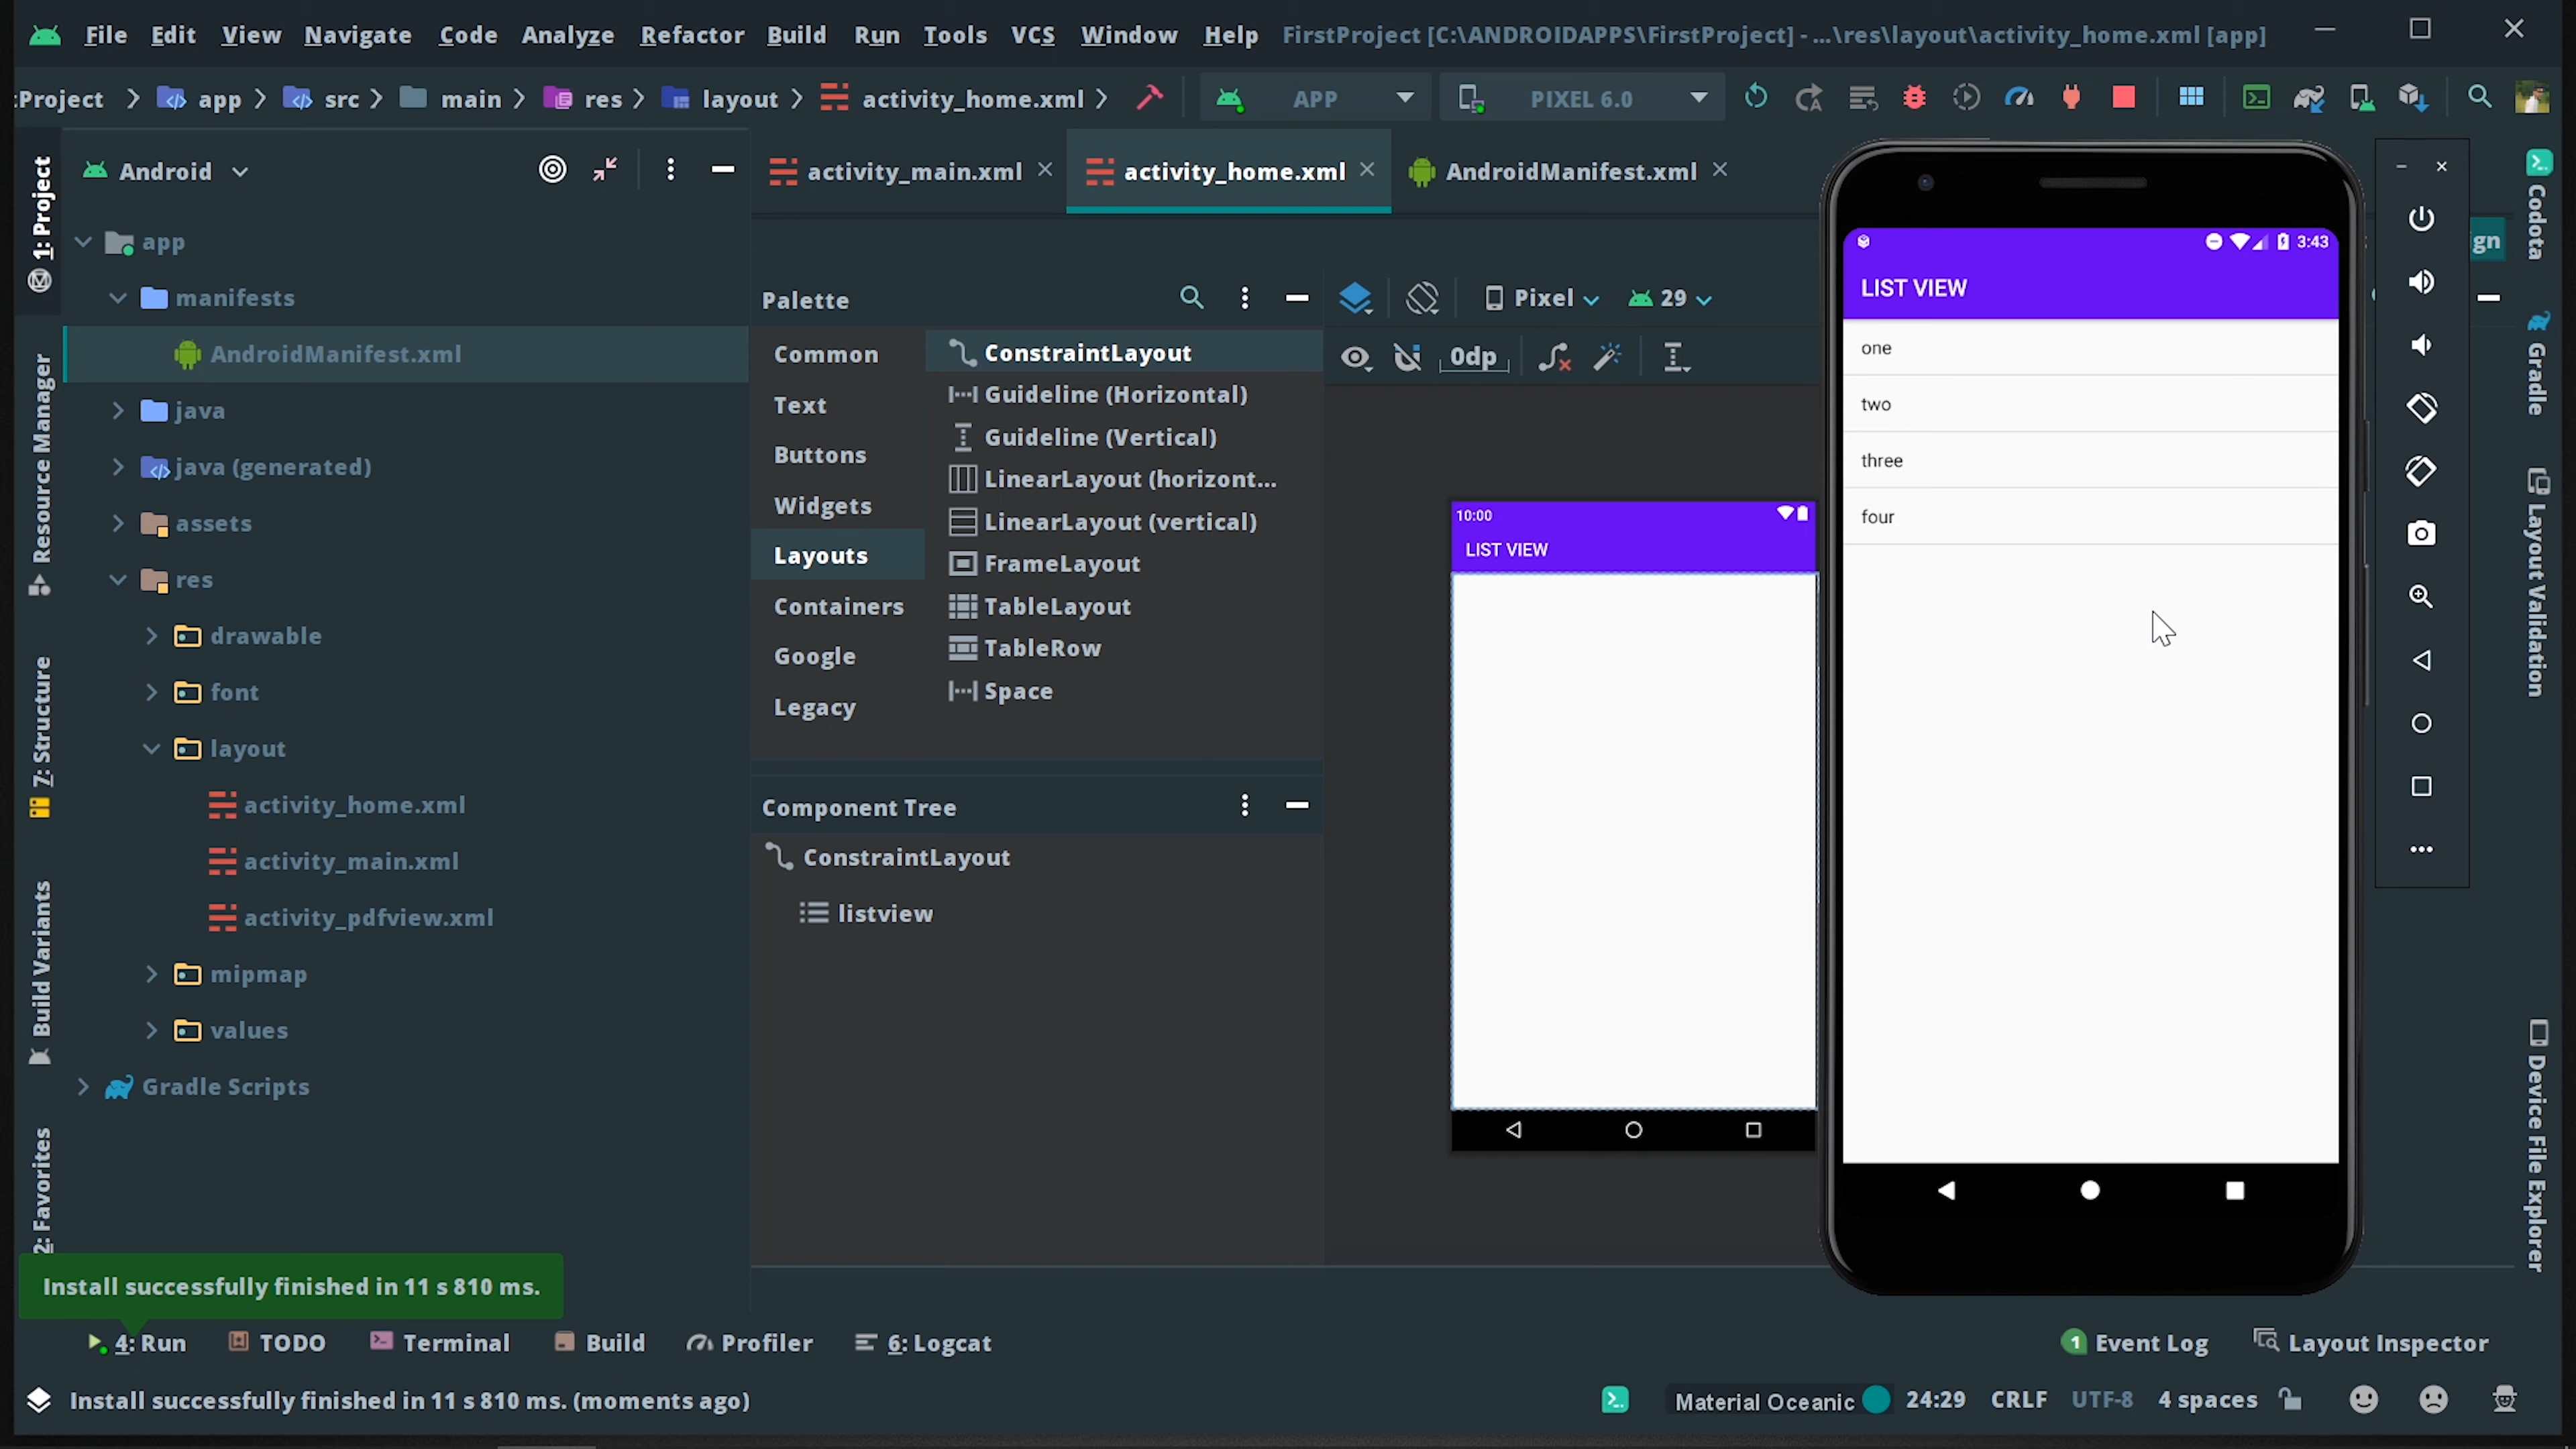 File Edit View Navigate Code Analyze Refactor Build Run Tools VCS Window Help FirstProject [C:\ANDROIDAPPS\FirstProject] - ...\res\layout\activity_home.xml [app]
:Project app src main res layout activity_home.xml APP PIXEL 6.0
1: Project
Resource Manager
7: Structure
Build Variants
2: Favorites
Android
app
manifests
AndroidManifest.xml
java
java (generated)
assets
res
drawable
font
layout
activity_home.xml
activity_main.xml
activity_pdfview.xml
mipmap
values
Gradle Scripts
activity_main.xml activity_home.xml AndroidManifest.xml
Palette
Common
Text
Buttons
Widgets
Layouts
Containers
Google
Legacy
ConstraintLayout
Guideline (Horizontal)
Guideline (Vertical)
LinearLayout (horizont...
LinearLayout (vertical)
FrameLayout
TableLayout
TableRow
Space
Component Tree
ConstraintLayout
listview
Pixel 29
0dp
10:00
LIST VIEW
3:43
LIST VIEW
one
two
three
four
gn
Codota
Gradle
Layout Validation
Device File Explorer
Install successfully finished in 11 s 810 ms.
4: Run TODO Terminal Build Profiler 6: Logcat 1 Event Log Layout Inspector
Install successfully finished in 11 s 810 ms. (moments ago) Material Oceanic 24:29 CRLF UTF-8 4 spaces